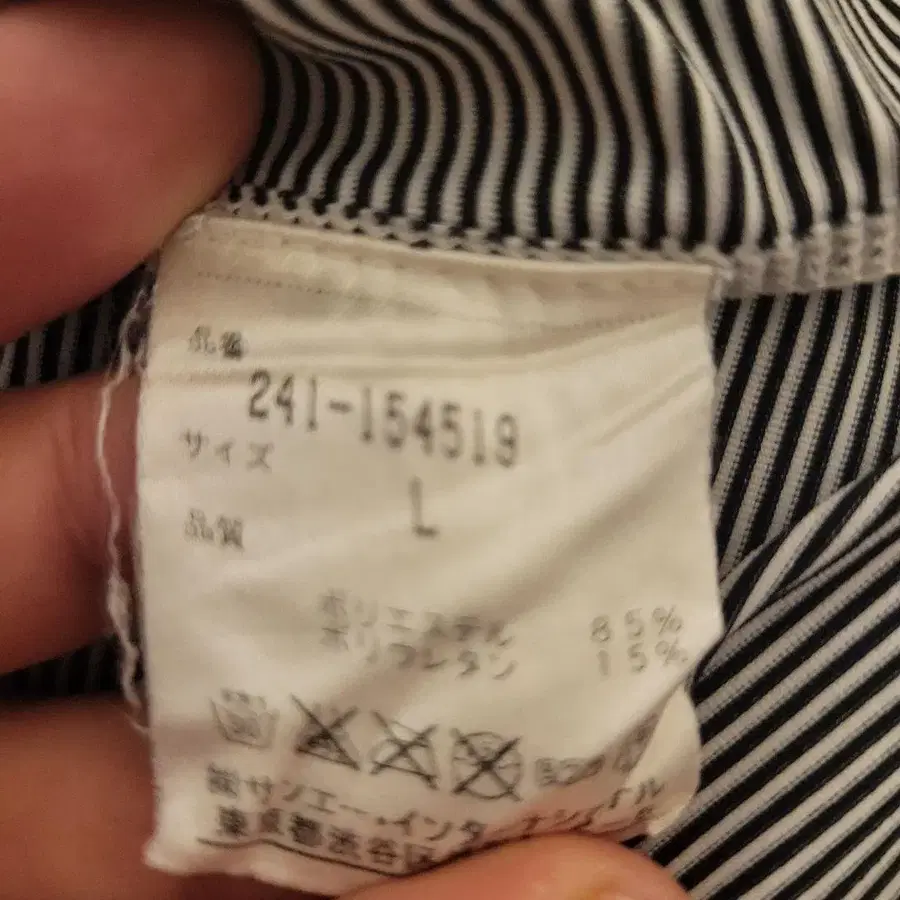 品番
241-154519
サイズ
L
品質
ポリエステル 85%
ポリウレタン 15%
㈱サンエー・インターナショナル
東京都渋谷区